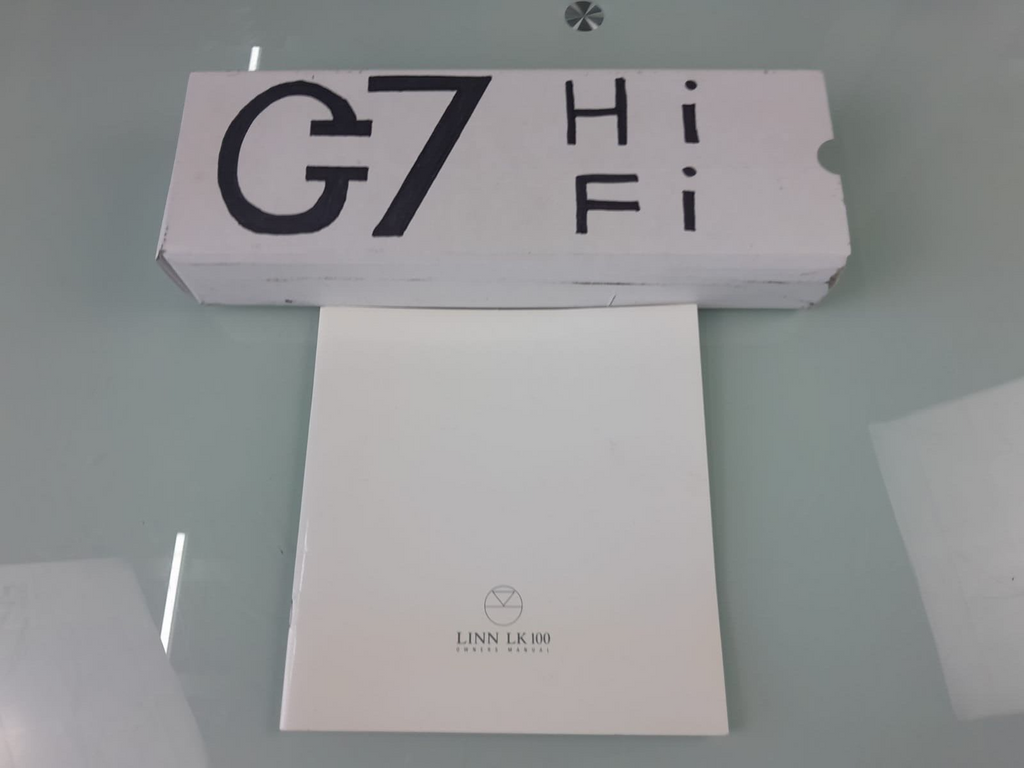 G7 Hi
Fi
LINN LK 100
OWNERS MANUAL